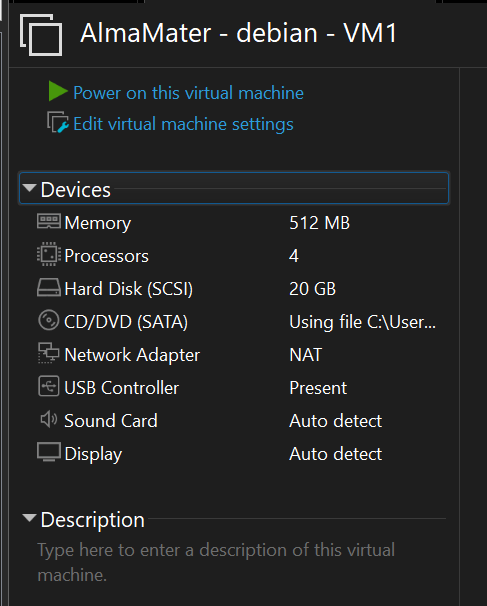 AlmaMater - debian - VM1
Power on this virtual machine
Edit virtual machine settings
Devices
Memory 512 MB
Processors 4
Hard Disk (SCSI) 20 GB
CD/DVD (SATA) Using file C:\User...
Network Adapter NAT
USB Controller Present
Sound Card Auto detect
Display Auto detect
Description
Type here to enter a description of this virtual
machine.